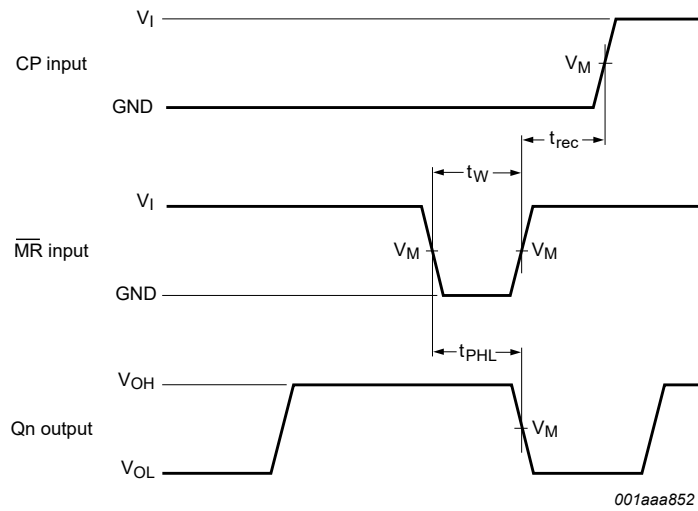 VI
CP input
VM
GND
trec
tW
VI
MR input
VM
VM
GND
tPHL
VOH
Qn output
VM
VOL
001aaa852